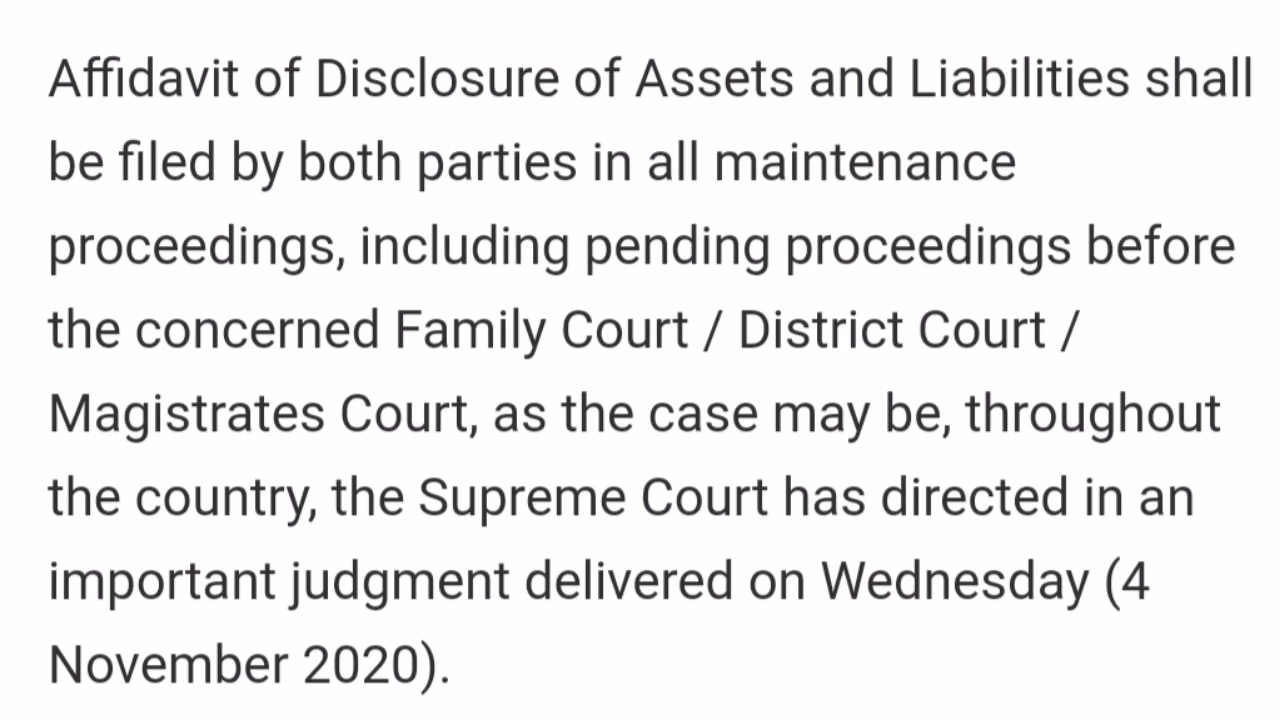 Affidavit of Disclosure of Assets and Liabilities shall
be filed by both parties in all maintenance
proceedings, including pending proceedings before
the concerned Family Court / District Court /
Magistrates Court, as the case may be, throughout
the country, the Supreme Court has directed in an
important judgment delivered on Wednesday (4
November 2020).